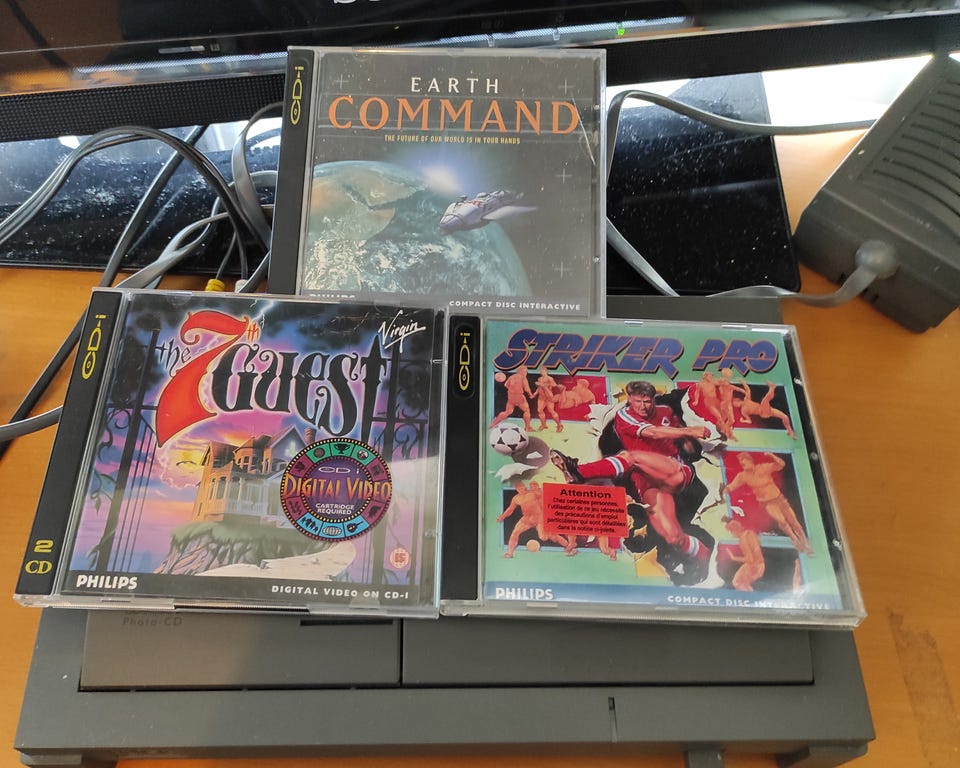 CD-i
EARTH
COMMAND
THE FUTURE OF OUR WORLD IS IN YOUR HANDS
PHILIPS
COMPACT DISC INTERACTIVE
CD-i
2
CD
the 7th Guest
Virgin
CD
DIGITAL VIDEO
CARTRIDGE
REQUIRED
15
PHILIPS
DIGITAL VIDEO ON CD-I
CD-i
STRIKER PRO
Attention
Chez certaines personnes,
l'utilisation de ce jeu nécessite
des précautions d'emploi
particulières qui sont détaillées
dans la notice ci-jointe.
PHILIPS
COMPACT DISC INTERACTIVE
Photo-CD